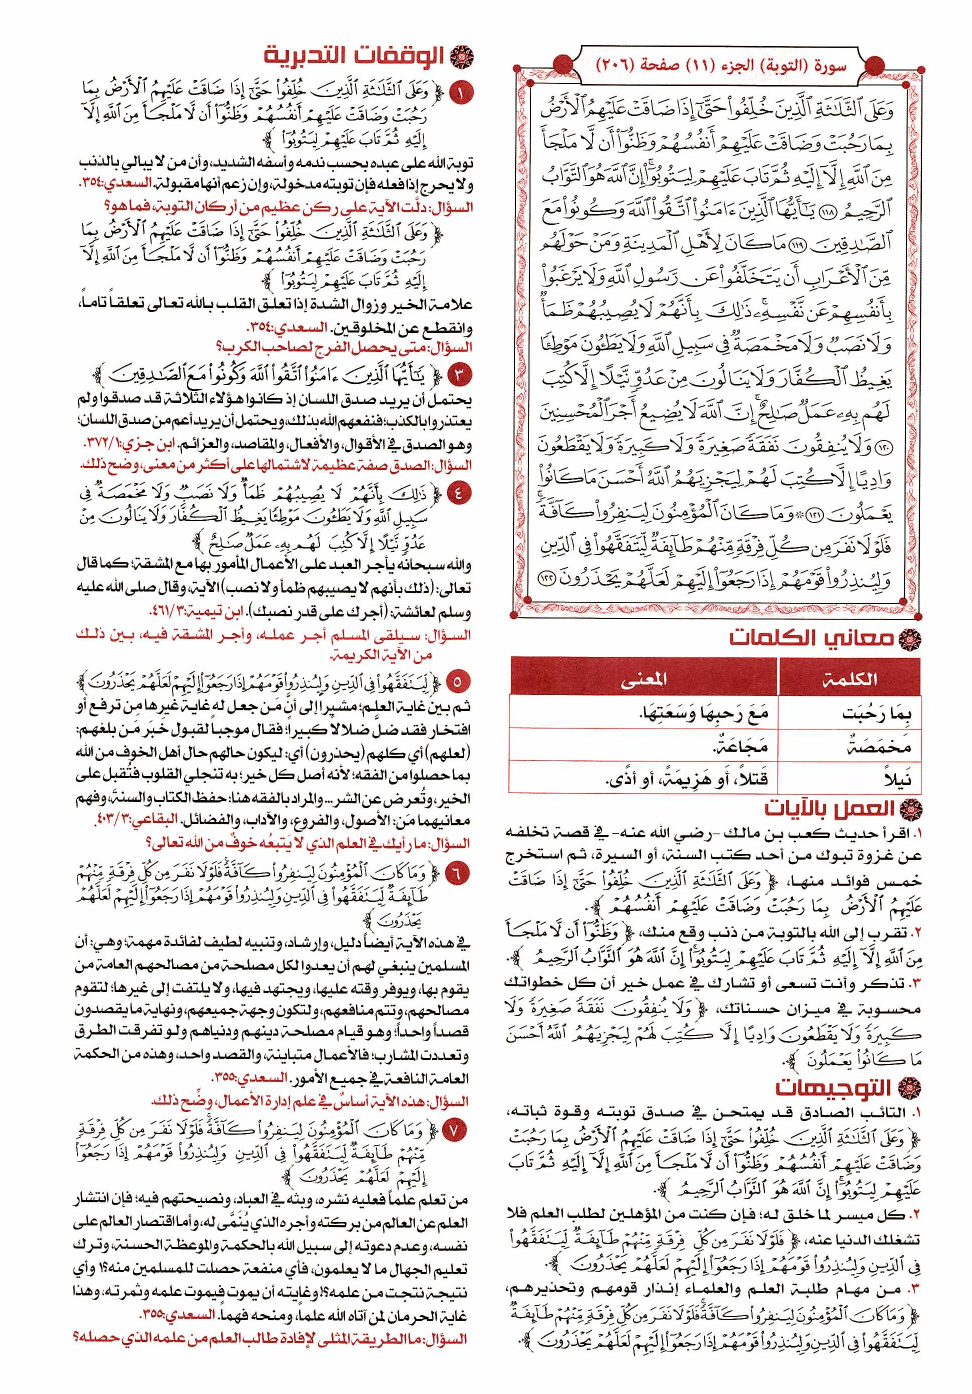 سورة (التوبة) الجزء (١١) صفحة (٢٠٦)
وَعَلَى ٱلثَّلَٰثَةِ ٱلَّذِينَ خُلِّفُوا۟ حَتَّىٰٓ إِذَا ضَاقَتْ عَلَيْهِمُ ٱلْأَرْضُ
بِمَا رَحُبَتْ وَضَاقَتْ عَلَيْهِمْ أَنفُسُهُمْ وَظَنُّوٓا۟ أَن لَّا مَلْجَأَ
مِنَ ٱللَّهِ إِلَّآ إِلَيْهِ ثُمَّ تَابَ عَلَيْهِمْ لِيَتُوبُوٓا۟ ۚ إِنَّ ٱللَّهَ هُوَ ٱلتَّوَّابُ
ٱلرَّحِيمُ ١١٨ يَٰٓأَيُّهَا ٱلَّذِينَ ءَامَنُوا۟ ٱتَّقُوا۟ ٱللَّهَ وَكُونُوا۟ مَعَ
ٱلصَّٰدِقِينَ ١١٩ مَا كَانَ لِأَهْلِ ٱلْمَدِينَةِ وَمَنْ حَوْلَهُم
مِّنَ ٱلْأَعْرَابِ أَن يَتَخَلَّفُوا۟ عَن رَّسُولِ ٱللَّهِ وَلَا يَرْغَبُوا۟
بِأَنفُسِهِمْ عَن نَّفْسِهِۦ ۚ ذَٰلِكَ بِأَنَّهُمْ لَا يُصِيبُهُمْ ظَمَأٌ
وَلَا نَصَبٌ وَلَا مَخْمَصَةٌ فِى سَبِيلِ ٱللَّهِ وَلَا يَطَـُٔونَ مَوْطِئًا
يَغِيظُ ٱلْكُفَّارَ وَلَا يَنَالُونَ مِنْ عَدُوٍّ نَّيْلًا إِلَّا كُتِبَ
لَهُم بِهِۦ عَمَلٌ صَٰلِحٌ ۚ إِنَّ ٱللَّهَ لَا يُضِيعُ أَجْرَ ٱلْمُحْسِنِينَ
١٢٠ وَلَا يُنفِقُونَ نَفَقَةً صَغِيرَةً وَلَا كَبِيرَةً وَلَا يَقْطَعُونَ
وَادِيًا إِلَّا كُتِبَ لَهُمْ لِيَجْزِيَهُمُ ٱللَّهُ أَحْسَنَ مَا كَانُوا۟
يَعْمَلُونَ ١٢١ ۞ وَمَا كَانَ ٱلْمُؤْمِنُونَ لِيَنفِرُوا۟ كَآفَّةً ۚ
فَلَوْلَا نَفَرَ مِن كُلِّ فِرْقَةٍ مِّنْهُمْ طَآئِفَةٌ لِّيَتَفَقَّهُوا۟ فِى ٱلدِّينِ
وَلِيُنذِرُوا۟ قَوْمَهُمْ إِذَا رَجَعُوٓا۟ إِلَيْهِمْ لَعَلَّهُمْ يَحْذَرُونَ ١٢٢
معاني الكلمات
الكلمة المعنى
بِمَا رَحُبَت مَعَ رَحبِهَا وَسَعَتِهَا.
مَخمَصَةٌ مَجَاعَةٌ.
نَيلاً قَتلاً، أَو هَزِيمَةً، أَو أذًى.
العمل بالآيات
١. اقرأ حديث كعب بن مالك -رضي الله عنه- في قصة تخلفه
عن غزوة تبوك من أحد كتب السنة، أو السيرة، ثم استخرج
خمس فوائد منها، ﴿ وَعَلَى ٱلثَّلَٰثَةِ ٱلَّذِينَ خُلِّفُوا۟ حَتَّىٰٓ إِذَا ضَاقَتْ
عَلَيْهِمُ ٱلْأَرْضُ بِمَا رَحُبَتْ وَضَاقَتْ عَلَيْهِمْ أَنفُسُهُمْ ﴾.
٢. تقرب إلى الله بالتوبة من ذنب وقع منك، ﴿ وَظَنُّوٓا۟ أَن لَّا مَلْجَأَ
مِنَ ٱللَّهِ إِلَّآ إِلَيْهِ ثُمَّ تَابَ عَلَيْهِمْ لِيَتُوبُوٓا۟ ۚ إِنَّ ٱللَّهَ هُوَ ٱلتَّوَّابُ ٱلرَّحِيمُ ﴾.
٣. تذكر وأنت تسعى أو تشارك في عمل خير أن كل خطواتك
محسوبة في ميزان حسناتك، ﴿ وَلَا يُنفِقُونَ نَفَقَةً صَغِيرَةً وَلَا
كَبِيرَةً وَلَا يَقْطَعُونَ وَادِيًا إِلَّا كُتِبَ لَهُمْ لِيَجْزِيَهُمُ ٱللَّهُ أَحْسَنَ
مَا كَانُوا۟ يَعْمَلُونَ ﴾.
التوجيهات
١. التائب الصادق قد يمتحن في صدق توبته وقوة ثباته،
﴿ وَعَلَى ٱلثَّلَٰثَةِ ٱلَّذِينَ خُلِّفُوا۟ حَتَّىٰٓ إِذَا ضَاقَتْ عَلَيْهِمُ ٱلْأَرْضُ بِمَا رَحُبَتْ
وَضَاقَتْ عَلَيْهِمْ أَنفُسُهُمْ وَظَنُّوٓا۟ أَن لَّا مَلْجَأَ مِنَ ٱللَّهِ إِلَّآ إِلَيْهِ ثُمَّ تَابَ
عَلَيْهِمْ لِيَتُوبُوٓا۟ ۚ إِنَّ ٱللَّهَ هُوَ ٱلتَّوَّابُ ٱلرَّحِيمُ ﴾.
٢. كل ميسر لما خلق له؛ فإن كنت من المؤهلين لطلب العلم فلا
تشغلك الدنيا عنه، ﴿ فَلَوْلَا نَفَرَ مِن كُلِّ فِرْقَةٍ مِّنْهُمْ طَآئِفَةٌ لِّيَتَفَقَّهُوا۟
فِى ٱلدِّينِ وَلِيُنذِرُوا۟ قَوْمَهُمْ إِذَا رَجَعُوٓا۟ إِلَيْهِمْ لَعَلَّهُمْ يَحْذَرُونَ ﴾.
٣. من مهام طلبة العلم والعلماء إنذار قومهم وتحذيرهم،
﴿ وَمَا كَانَ ٱلْمُؤْمِنُونَ لِيَنفِرُوا۟ كَآفَّةً ۚ فَلَوْلَا نَفَرَ مِن كُلِّ فِرْقَةٍ مِّنْهُمْ طَآئِفَةٌ
لِّيَتَفَقَّهُوا۟ فِى ٱلدِّينِ وَلِيُنذِرُوا۟ قَوْمَهُمْ إِذَا رَجَعُوٓا۟ إِلَيْهِمْ لَعَلَّهُمْ يَحْذَرُونَ ﴾.
الوقفات التدبرية
١ ﴿ وَعَلَى ٱلثَّلَٰثَةِ ٱلَّذِينَ خُلِّفُوا۟ حَتَّىٰٓ إِذَا ضَاقَتْ عَلَيْهِمُ ٱلْأَرْضُ بِمَا
رَحُبَتْ وَضَاقَتْ عَلَيْهِمْ أَنفُسُهُمْ وَظَنُّوٓا۟ أَن لَّا مَلْجَأَ مِنَ ٱللَّهِ إِلَّآ
إِلَيْهِ ثُمَّ تَابَ عَلَيْهِمْ لِيَتُوبُوٓا۟ ﴾
توبة الله على عبده بحسب ندمه وأسفه الشديد، وأن من لا يبالي بالذنب
ولا يحرج إذا فعله فإن توبته مدخولة، وإن زعم أنها مقبولة. السعدي:٣٥٤.
السؤال: دلَّت الآية على ركن عظيم من أركان التوبة، فما هو؟
٢ ﴿ وَعَلَى ٱلثَّلَٰثَةِ ٱلَّذِينَ خُلِّفُوا۟ حَتَّىٰٓ إِذَا ضَاقَتْ عَلَيْهِمُ ٱلْأَرْضُ بِمَا
رَحُبَتْ وَضَاقَتْ عَلَيْهِمْ أَنفُسُهُمْ وَظَنُّوٓا۟ أَن لَّا مَلْجَأَ مِنَ ٱللَّهِ إِلَّآ
إِلَيْهِ ثُمَّ تَابَ عَلَيْهِمْ لِيَتُوبُوٓا۟ ﴾
علامة الخير وزوال الشدة إذا تعلق القلب بالله تعالى تعلقاً تاماً،
وانقطع عن المخلوقين. السعدي:٣٥٤.
السؤال: متى يحصل الفرج لصاحب الكرب؟
٣ ﴿ يَٰٓأَيُّهَا ٱلَّذِينَ ءَامَنُوا۟ ٱتَّقُوا۟ ٱللَّهَ وَكُونُوا۟ مَعَ ٱلصَّٰدِقِينَ ﴾
يحتمل أن يريد صدق اللسان إذ كانوا هؤلاء الثلاثة قد صدقوا ولم
يعتذروا بالكذب؛ فنفعهم الله بذلك، ويحتمل أن يريد أعم من صدق اللسان؛
وهو الصدق في الأقوال، والأفعال، والمقاصد، والعزائم. ابن جزي:٣٧٢/١.
السؤال: الصدق صفة عظيمة لاشتمالها على أكثر من معنى، وضح ذلك.
٤ ﴿ ذَٰلِكَ بِأَنَّهُمْ لَا يُصِيبُهُمْ ظَمَأٌ وَلَا نَصَبٌ وَلَا مَخْمَصَةٌ فِى
سَبِيلِ ٱللَّهِ وَلَا يَطَـُٔونَ مَوْطِئًا يَغِيظُ ٱلْكُفَّارَ وَلَا يَنَالُونَ مِنْ
عَدُوٍّ نَّيْلًا إِلَّا كُتِبَ لَهُم بِهِۦ عَمَلٌ صَٰلِحٌ ﴾
والله سبحانه يأجر العبد على الأعمال المأمور بها مع المشقة؛ كما قال
تعالى: (ذلك بأنهم لا يصيبهم ظمأ ولا نصب) الآية، وقال صلى الله عليه
وسلم لعائشة: (أجرك على قدر نصبك). ابن تيمية:٤٦١/٣.
السؤال: سيلقى المسلم أجر عمله، وأجر المشقة فيه، بين ذلك
من الآية الكريمة.
٥ ﴿ لِّيَتَفَقَّهُوا۟ فِى ٱلدِّينِ وَلِيُنذِرُوا۟ قَوْمَهُمْ إِذَا رَجَعُوٓا۟ إِلَيْهِمْ لَعَلَّهُمْ يَحْذَرُونَ ﴾
ثم بين غاية العلم؛ مشيراً إلى أن من جعل له غاية غيرها من ترفع أو
افتخار فقد ضل ضلالاً كبيراً؛ فقال موجباً لقبول خبر من بلغهم:
(لعلهم) أي كلهم (يحذرون) أي: ليكون حالهم حال أهل الخوف من الله
بما حصلوا من الفقه؛ لأنه أصل كل خير؛ به تنجلي القلوب فتُقبل على
الخير، وتُعرض عن الشر... والمراد بالفقه هنا: حفظ الكتاب والسنة، وفهم
معانيهما من: الأصول، والفروع، والآداب، والفضائل. البقاعي:٤٠٣/٣.
السؤال: ما رأيك في العلم الذي لا يَتبَعُه خوفٌ من الله تعالى؟
٦ ﴿ وَمَا كَانَ ٱلْمُؤْمِنُونَ لِيَنفِرُوا۟ كَآفَّةً ۚ فَلَوْلَا نَفَرَ مِن كُلِّ فِرْقَةٍ مِّنْهُمْ
طَآئِفَةٌ لِّيَتَفَقَّهُوا۟ فِى ٱلدِّينِ وَلِيُنذِرُوا۟ قَوْمَهُمْ إِذَا رَجَعُوٓا۟ إِلَيْهِمْ لَعَلَّهُمْ
يَحْذَرُونَ ﴾
في هذه الآية أيضاً دليل، وإرشاد، وتنبيه لطيف لفائدة مهمة؛ وهي: أن
المسلمين ينبغي لهم أن يعدوا لكل مصلحة من مصالحهم العامة من
يقوم بها، ويوفر وقته عليها، ويجتهد فيها، ولا يلتفت إلى غيرها؛ لتقوم
مصالحهم، وتتم منافعهم، ولتكون وجهة جميعهم، ونهاية ما يقصدون
قصداً واحداً؛ وهو قيام مصلحة دينهم ودنياهم ولو تفرقت الطرق
وتعددت المشارب؛ فالأعمال متباينة، والقصد واحد، وهذه من الحكمة
العامة النافعة في جميع الأمور. السعدي:٣٥٥.
السؤال: هذه الآية أساسٌ في علم إدارة الأعمال، وضِّح ذلك.
٧ ﴿ وَمَا كَانَ ٱلْمُؤْمِنُونَ لِيَنفِرُوا۟ كَآفَّةً ۚ فَلَوْلَا نَفَرَ مِن كُلِّ فِرْقَةٍ
مِّنْهُمْ طَآئِفَةٌ لِّيَتَفَقَّهُوا۟ فِى ٱلدِّينِ وَلِيُنذِرُوا۟ قَوْمَهُمْ إِذَا رَجَعُوٓا۟
إِلَيْهِمْ لَعَلَّهُمْ يَحْذَرُونَ ﴾
من تعلم علماً فعليه نشره، وبثه في العباد، ونصيحتهم فيه؛ فإن انتشار
العلم عن العالم من بركته وأجره الذي يُنَمَّى له، وأما اقتصار العالم على
نفسه، وعدم دعوته إلى سبيل الله بالحكمة والموعظة الحسنة، وترك
تعليم الجهال ما لا يعلمون، فأي منفعة حصلت للمسلمين منه؟! وأي
نتيجة نتجت من علمه؟! وغايته أن يموت فيموت علمه وثمرته، وهذا
غاية الحرمان لمن آتاه الله علماً، ومنحه فهماً. السعدي:٣٥٥.
السؤال: ما الطريقة المثلى لإفادة طالب العلم من علمه الذي حصله؟